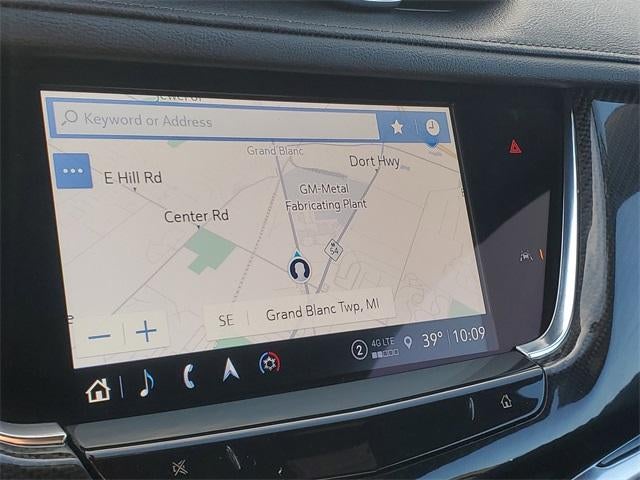 Keyword or Address
Grand Blanc
Dort Hwy
E Hill Rd
GM-Metal
Fabricating Plant
Center Rd
54
SE Grand Blanc Twp, MI
2 4G LTE 39° 10:09